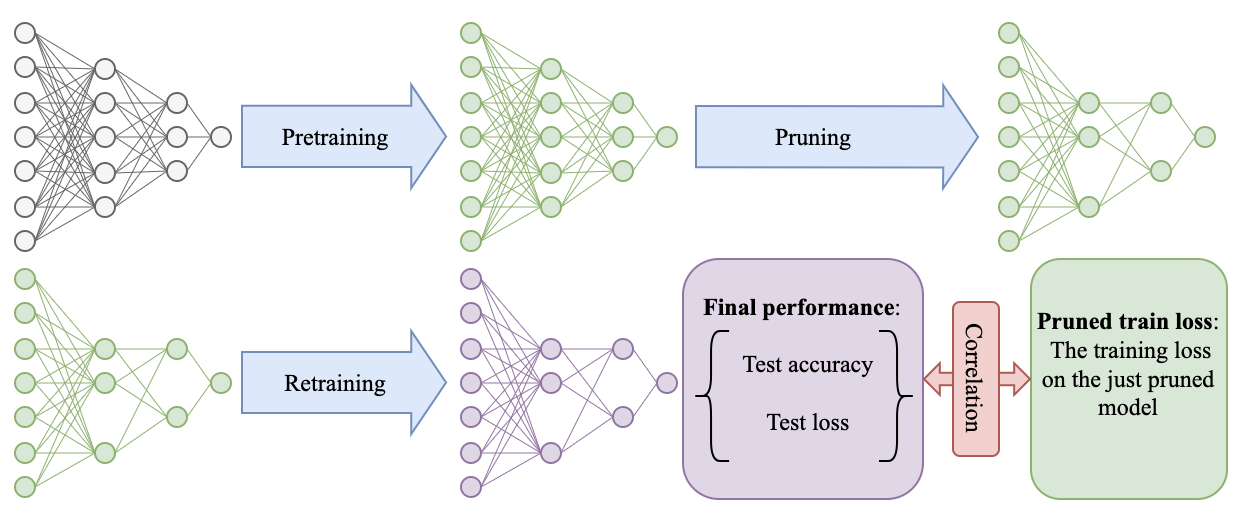 Pretraining
Pruning
Retraining
Final performance:
Test accuracy
Test loss
Correlation
Pruned train loss:
The training loss
on the just pruned
model